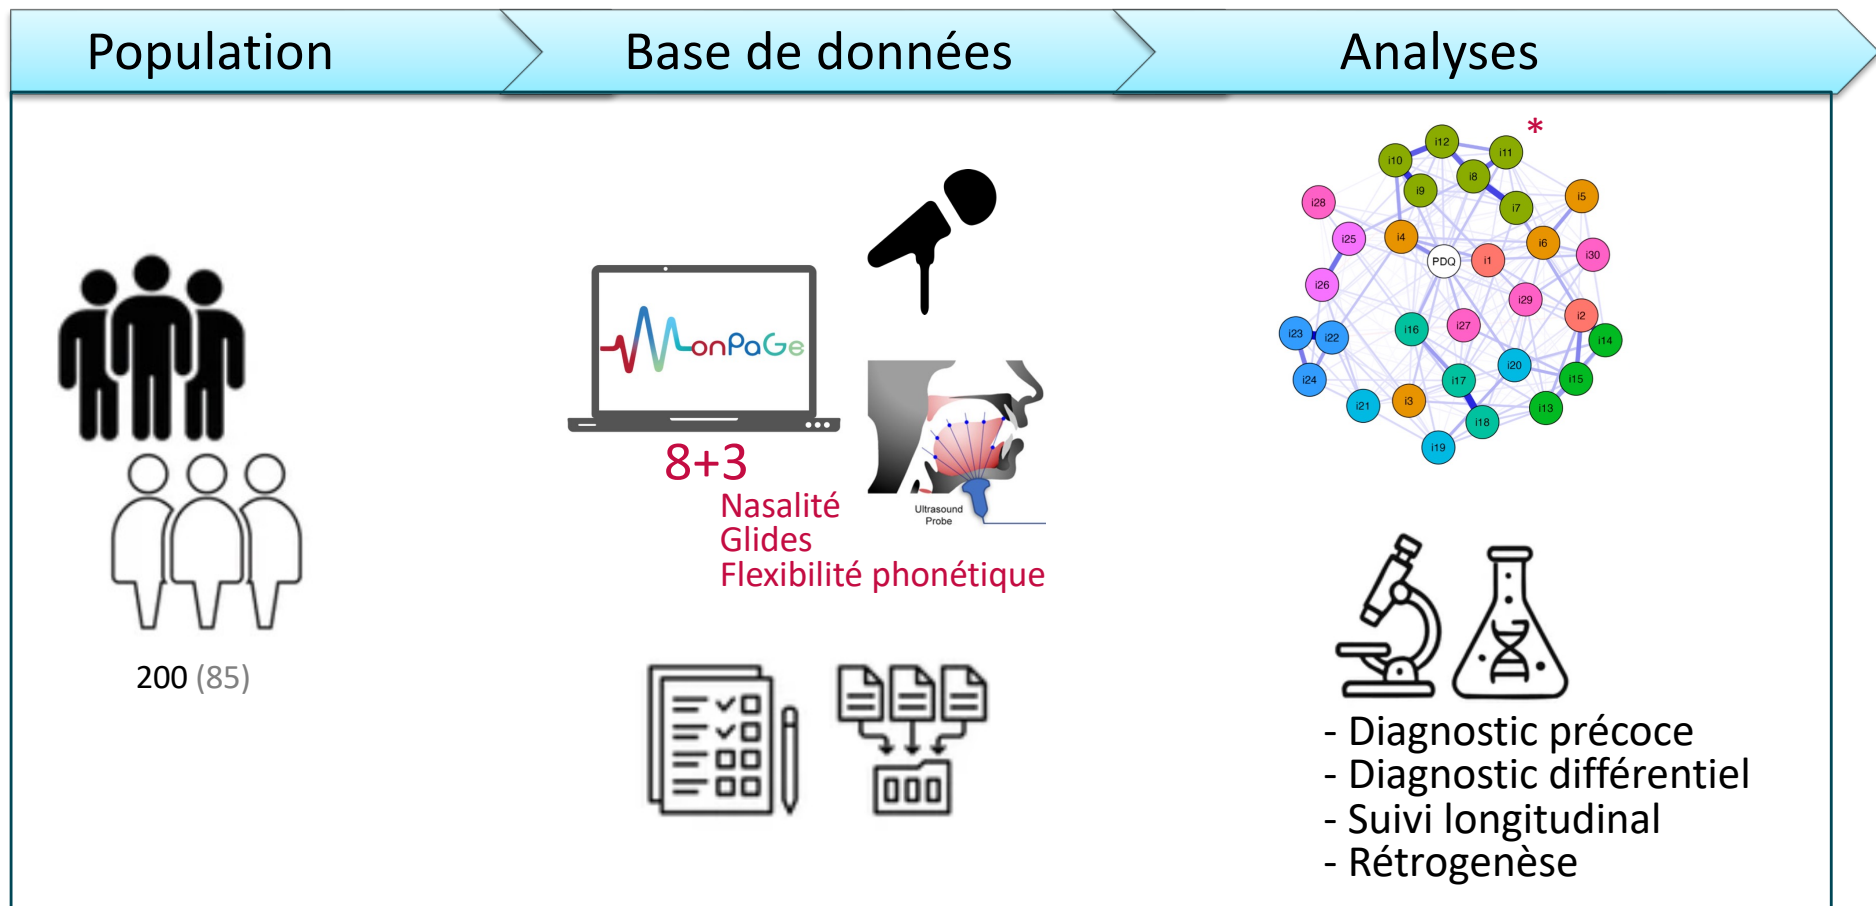 Population
Base de données
Analyses
200 (85)
MonPaGe
8+3
Nasalité
Glides
Flexibilité phonétique
Ultrasound
Probe
*
i12
i10
i11
i8
i9
i7
i5
i28
i25
i4
i6
PDQ
i1
i30
i26
i29
i2
i23
i22
i16
i27
i14
i20
i24
i17
i15
i21
i3
i13
i18
i19
- Diagnostic précoce
- Diagnostic différentiel
- Suivi longitudinal
- Rétrogenèse